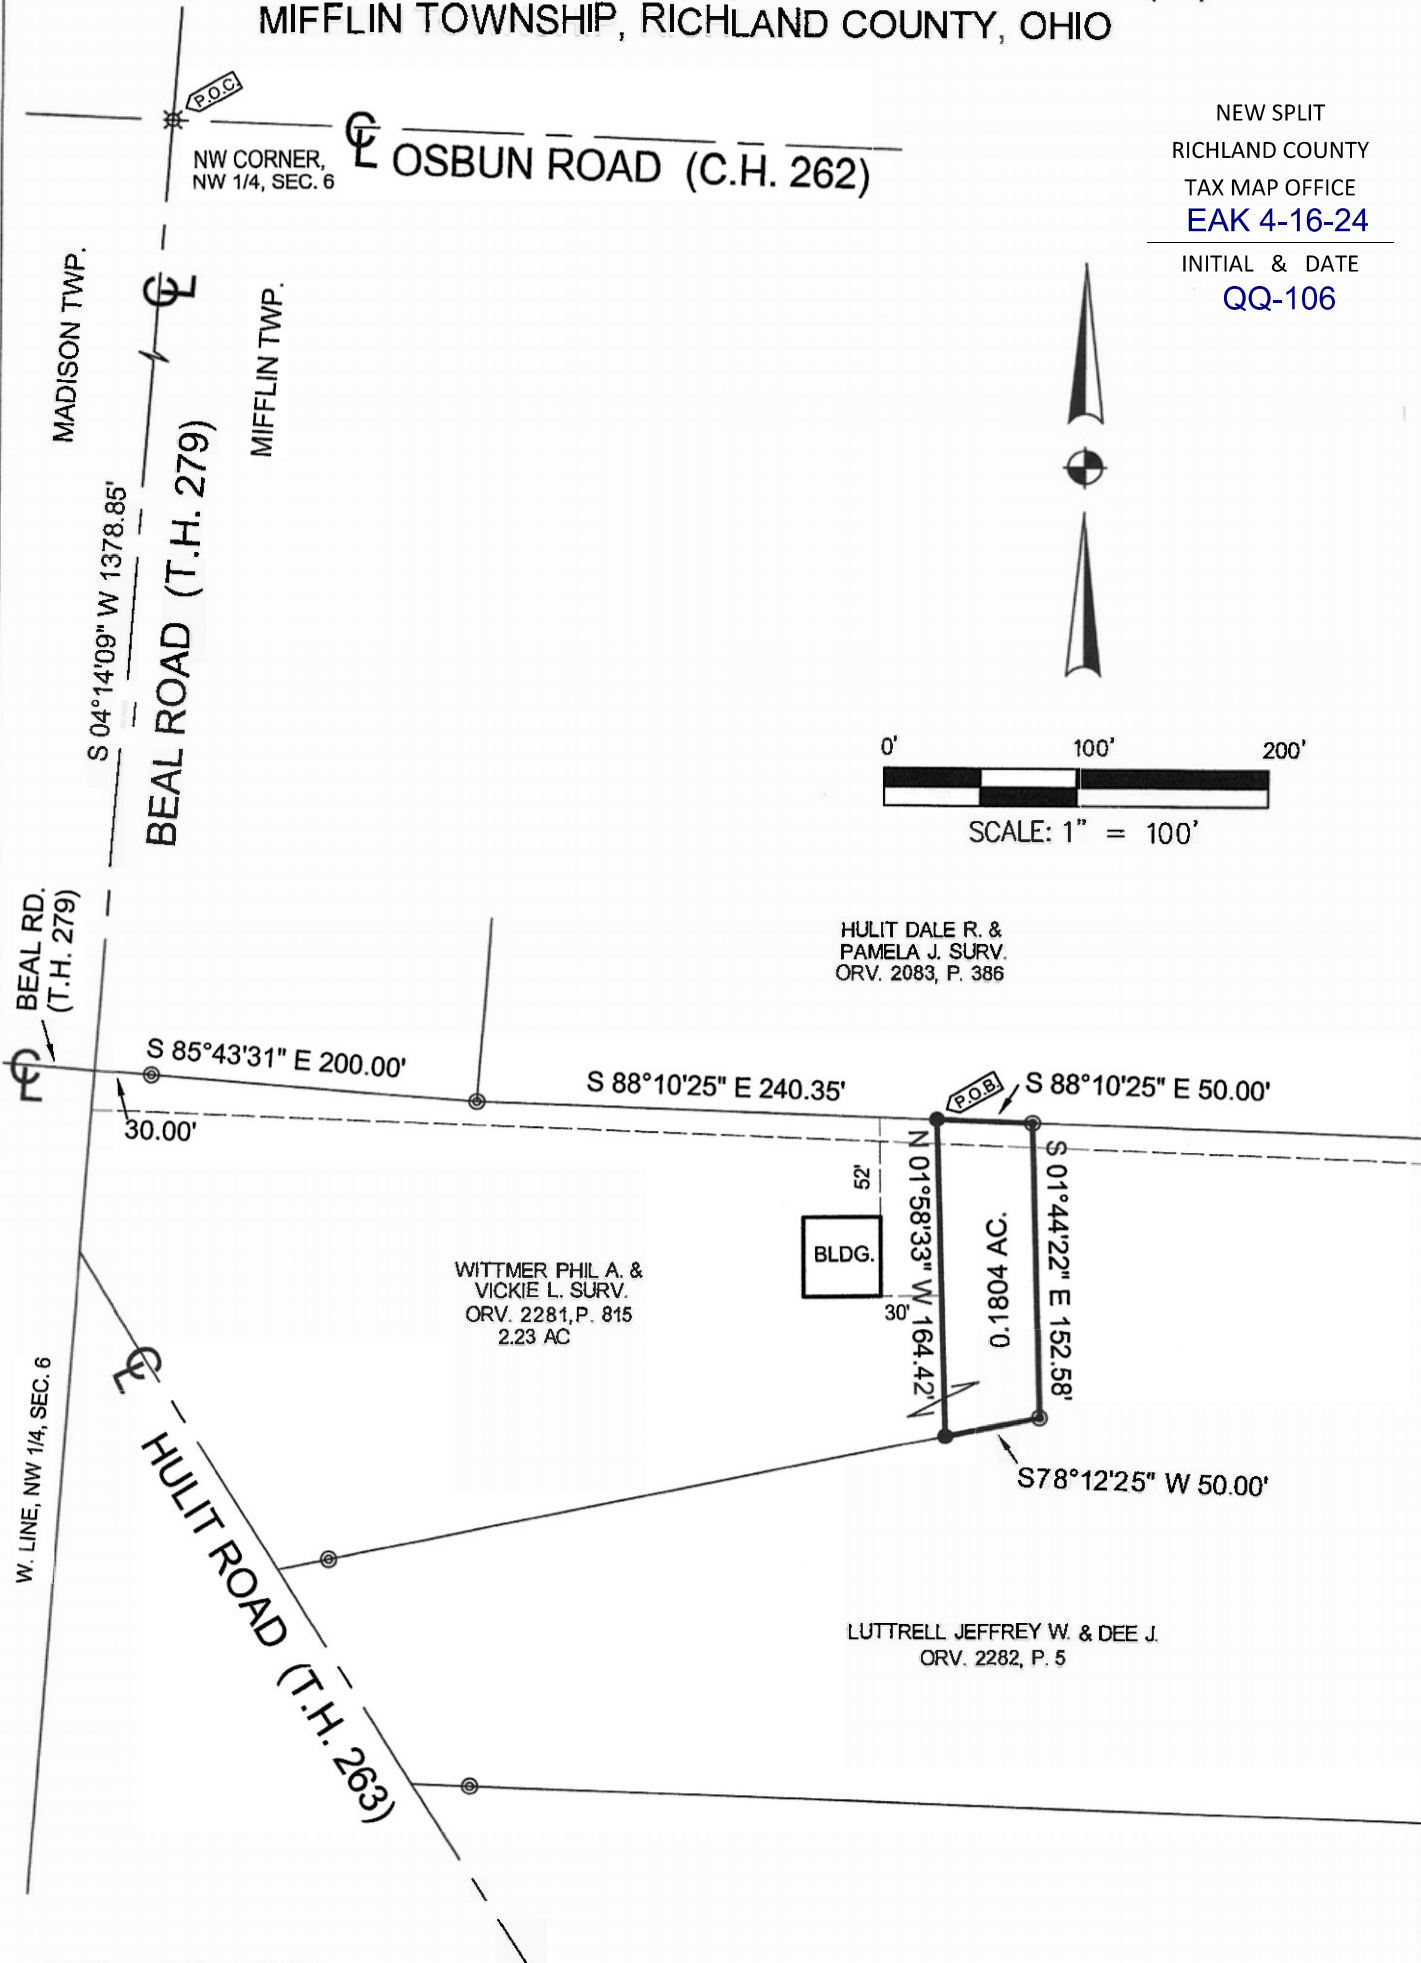 MIFFLIN TOWNSHIP, RICHLAND COUNTY, OHIO
P.O.C.
NW CORNER,
NW 1/4, SEC. 6
℄ OSBUN ROAD (C.H. 262)
NEW SPLIT
RICHLAND COUNTY
TAX MAP OFFICE
EAK 4-16-24
INITIAL & DATE
QQ-106
MADISON TWP.
℄
MIFFLIN TWP.
S 04°14'09" W 1378.85'
BEAL ROAD (T.H. 279)
0' 100' 200'
SCALE: 1" = 100'
BEAL RD.
(T.H. 279)
℄
HULIT DALE R. &
PAMELA J. SURV.
ORV. 2083, P. 386
S 85°43'31" E 200.00'
S 88°10'25" E 240.35'
P.O.B.
S 88°10'25" E 50.00'
30.00'
52'
N 01°58'33" W 164.42'
0.1804 AC.
S 01°44'22" E 152.58'
BLDG.
30'
WITTMER PHIL A. &
VICKIE L. SURV.
ORV. 2281, P. 815
2.23 AC
S78°12'25" W 50.00'
W. LINE, NW 1/4, SEC. 6
℄
HULIT ROAD (T.H. 263)
LUTTRELL JEFFREY W. & DEE J.
ORV. 2282, P. 5